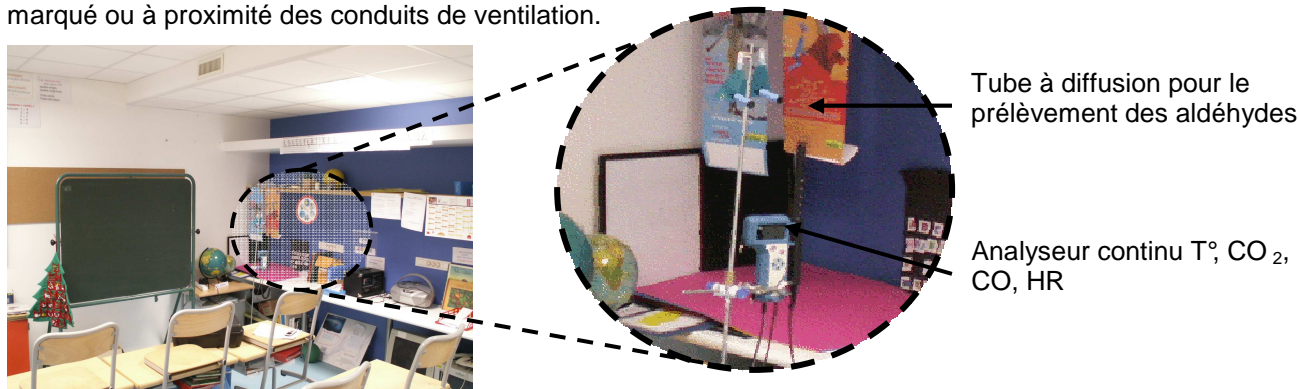 marqué ou à proximité des conduits de ventilation.
Tube à diffusion pour le
prélèvement des aldéhydes
Analyseur continu T°, CO 2,
CO, HR